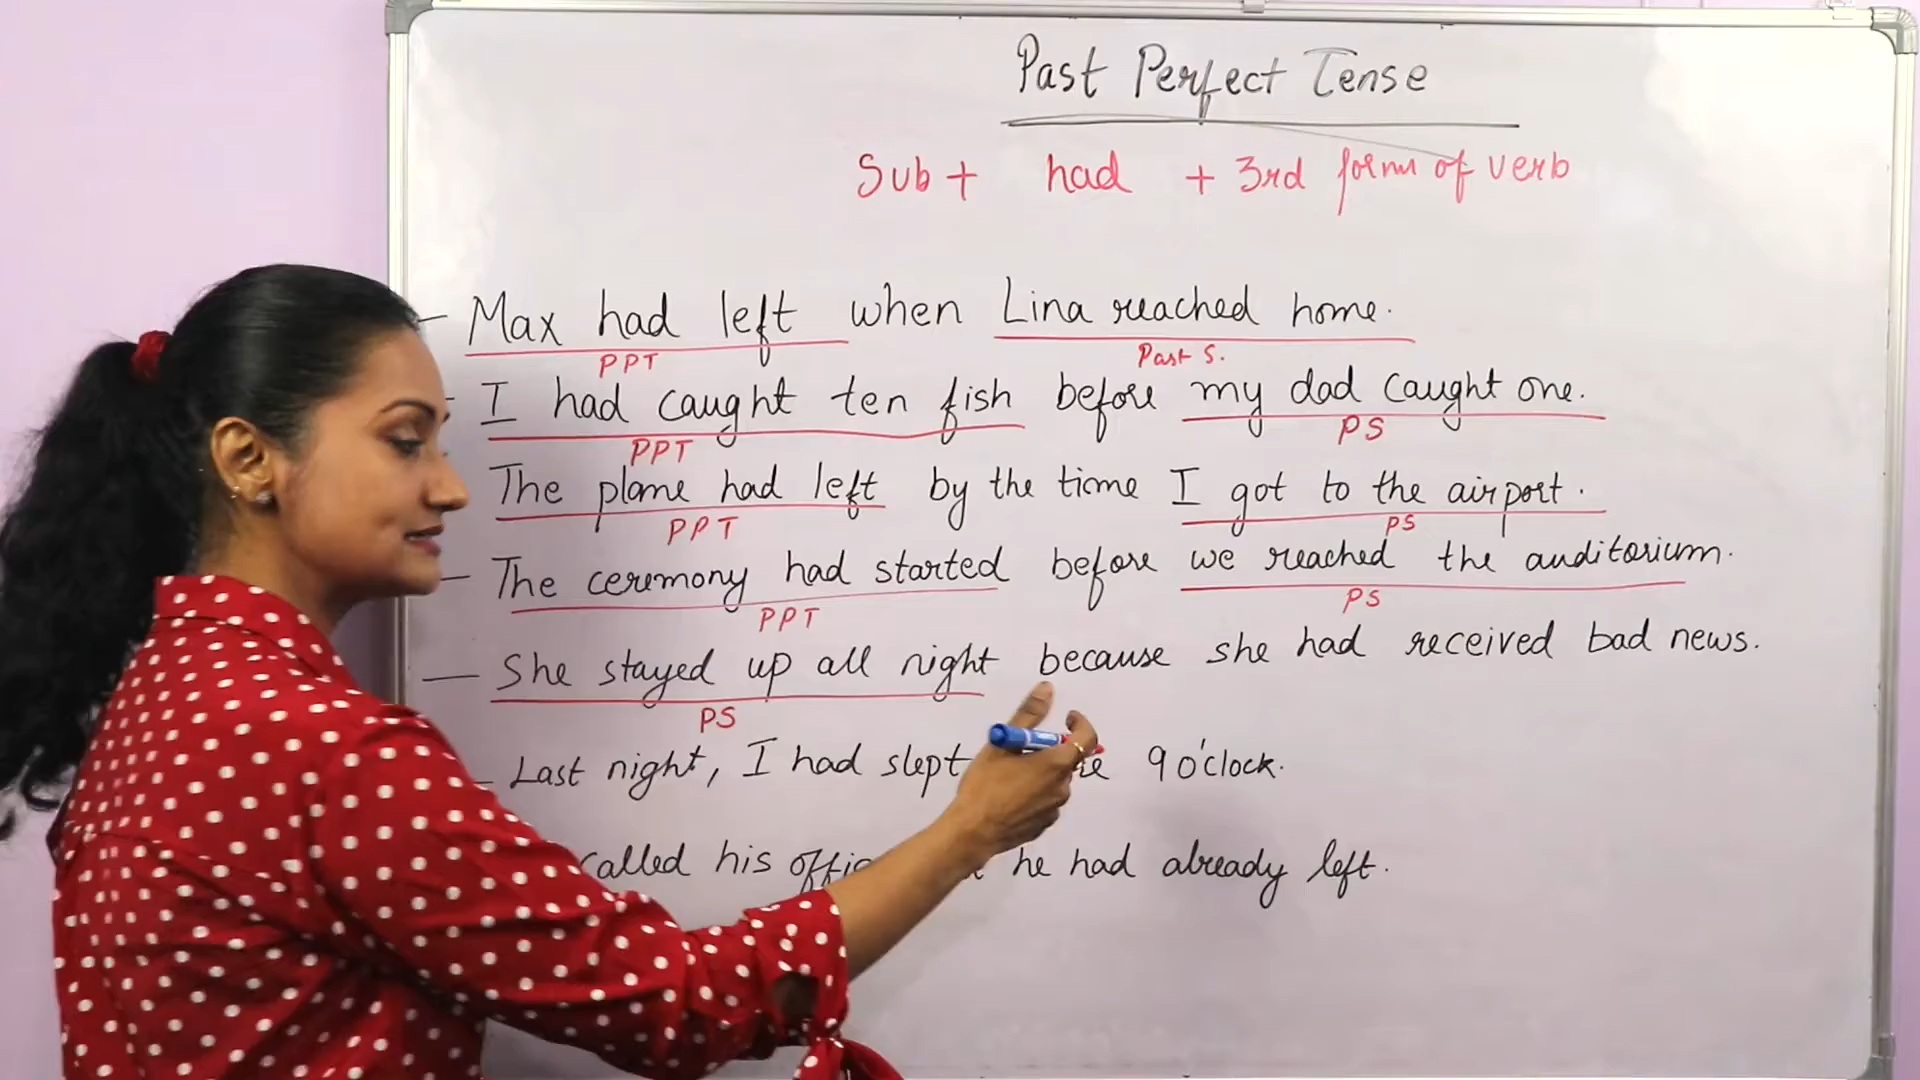 Past Perfect Tense
Sub + had + 3rd form of verb
- Max had left when Lina reached home.
PPT Past S.
- I had caught ten fish before my dad caught one.
PPT PS
The plane had left by the time I got to the airport.
PPT PS
- The ceremony had started before we reached the auditorium.
PPT PS
- She stayed up all night because she had received bad news.
PS
- Last night, I had slept 9 o'clock.
called his he had already left.